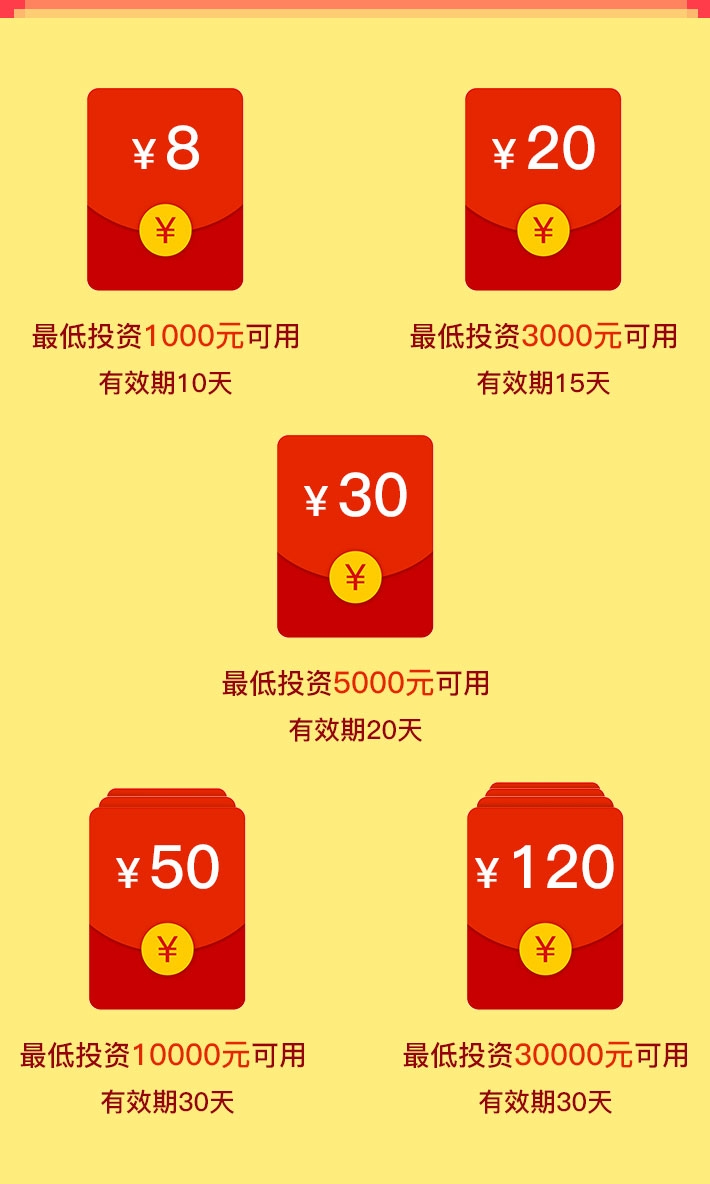 ¥8
¥
最低投资1000元可用
有效期10天
¥20
¥
最低投资3000元可用
有效期15天
¥30
¥
最低投资5000元可用
有效期20天
¥50
¥
最低投资10000元可用
有效期30天
¥120
¥
最低投资30000元可用
有效期30天